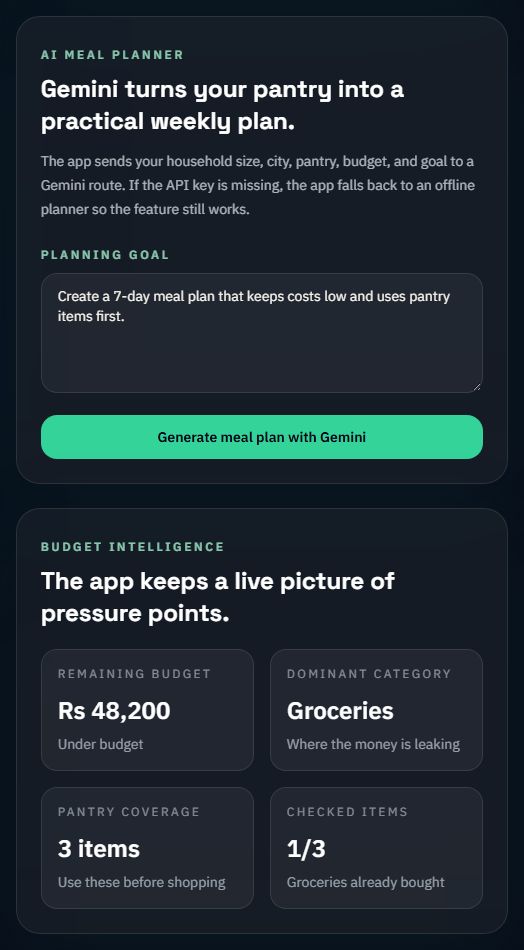 AI MEAL PLANNER
Gemini turns your pantry into a
practical weekly plan.
The app sends your household size, city, pantry, budget, and goal to a
Gemini route. If the API key is missing, the app falls back to an offline
planner so the feature still works.
PLANNING GOAL
Create a 7-day meal plan that keeps costs low and uses pantry
items first.
Generate meal plan with Gemini
BUDGET INTELLIGENCE
The app keeps a live picture of
pressure points.
REMAINING BUDGET
Rs 48,200
Under budget
DOMINANT CATEGORY
Groceries
Where the money is leaking
PANTRY COVERAGE
3 items
Use these before shopping
CHECKED ITEMS
1/3
Groceries already bought